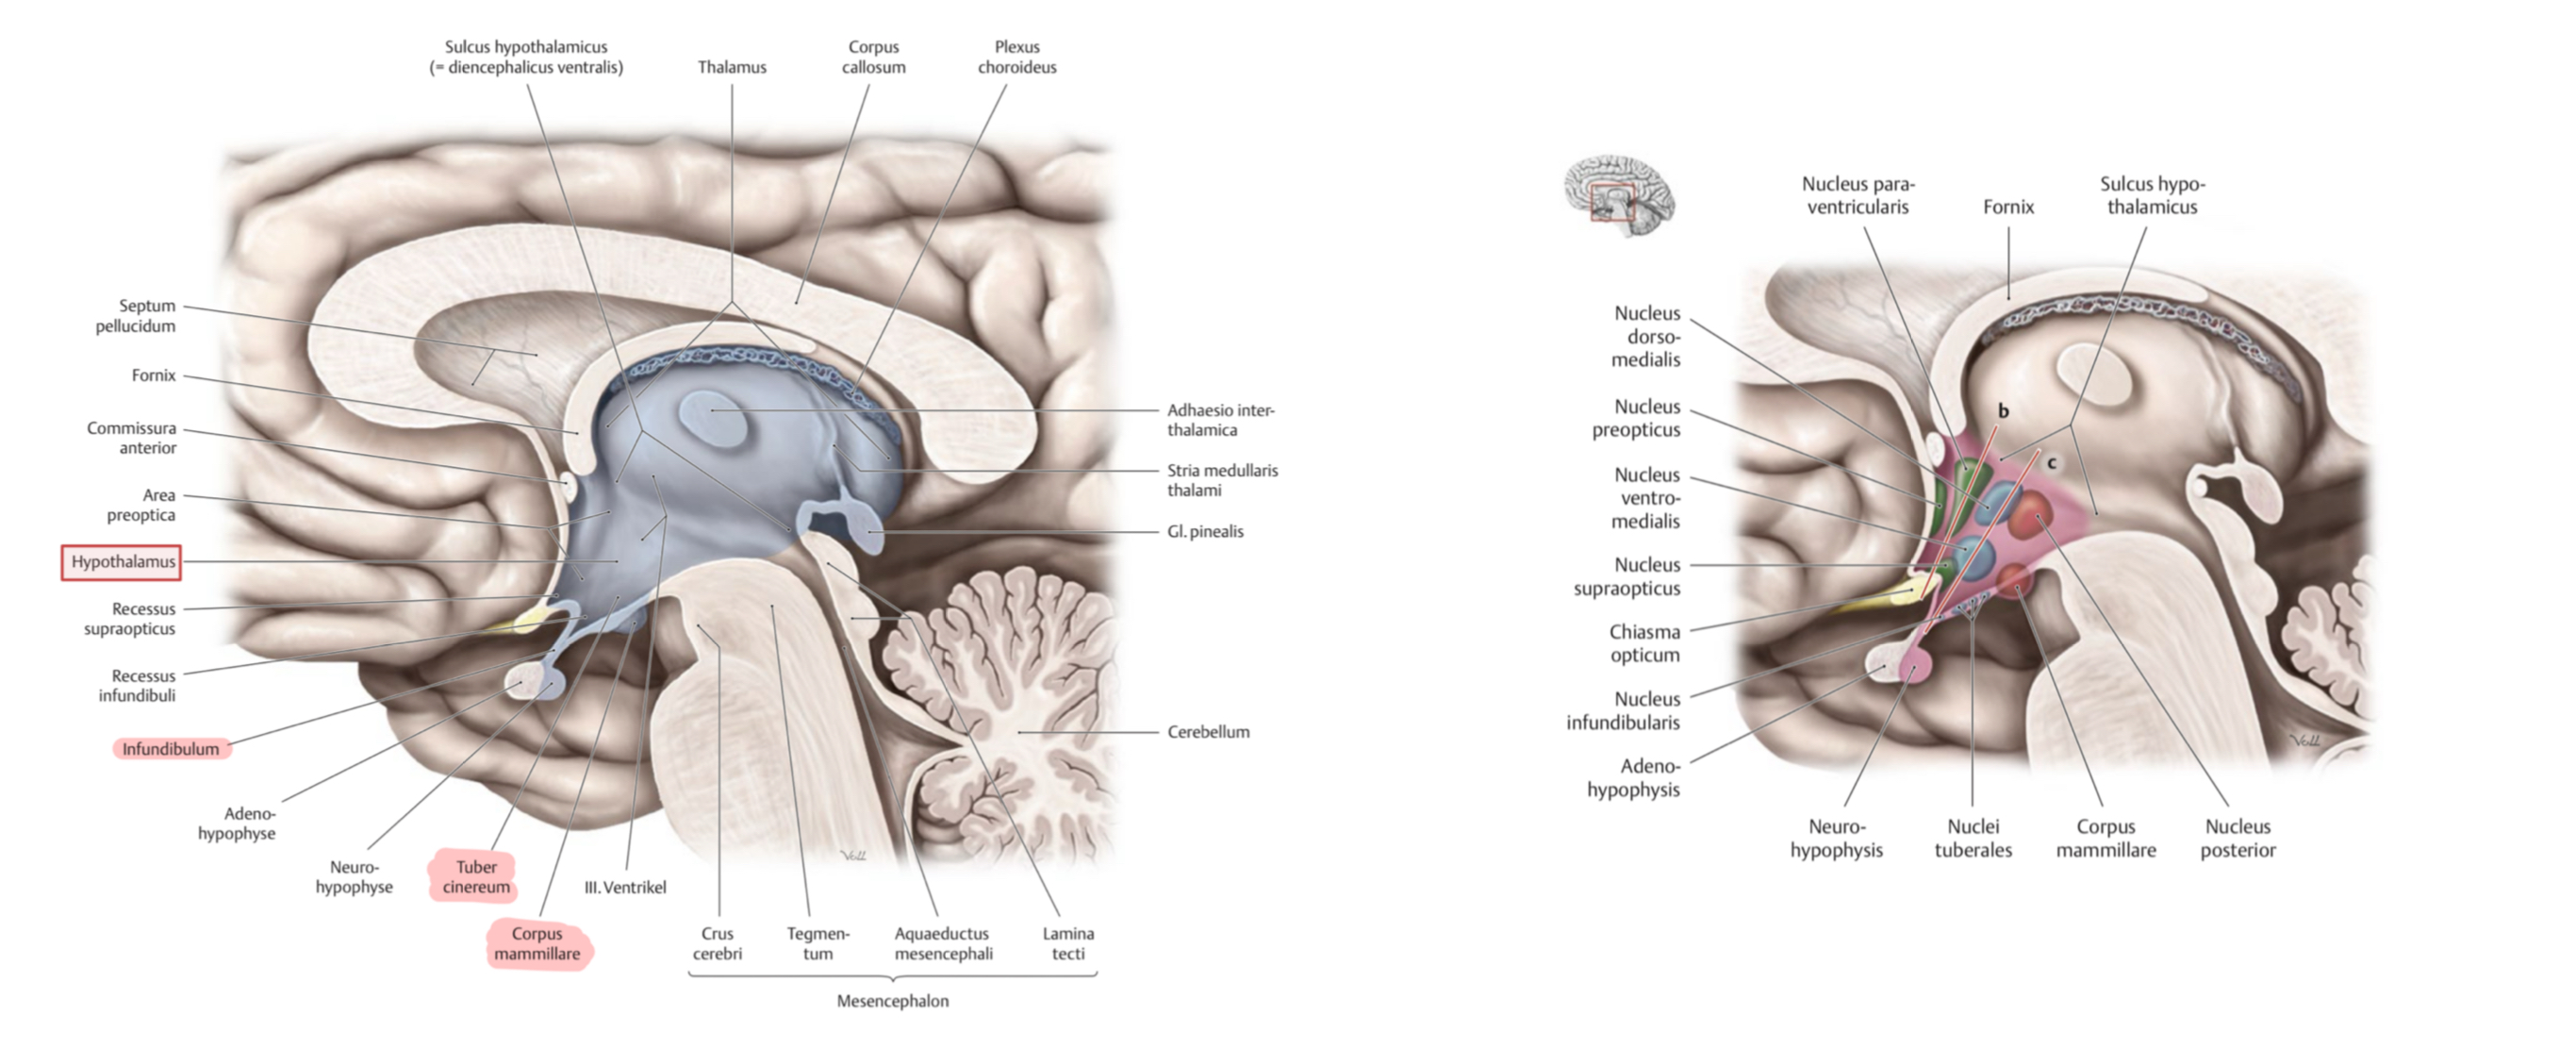 Sulcus hypothalamicus
(= diencephalicus ventralis)
Thalamus
Corpus
callosum
Plexus
choroideus
Septum
pellucidum
Fornix
Commissura
anterior
Area
preoptica
Hypothalamus
Recessus
supraopticus
Recessus
infundibuli
Infundibulum
Adeno-
hypophyse
Neuro-
hypophyse
Tuber
cinereum
Corpus
mammillare
III. Ventrikel
Crus
cerebri
Tegmen-
tum
Aquaeductus
mesencephali
Lamina
tecti
Mesencephalon
Adhaesio inter-
thalamica
Stria medullaris
thalami
Gl. pinealis
Cerebellum
Voll
Nucleus para-
ventricularis
Fornix
Sulcus hypo-
thalamicus
Nucleus
dorso-
medialis
Nucleus
preopticus
Nucleus
ventro-
medialis
Nucleus
supraopticus
Chiasma
opticum
Nucleus
infundibularis
Adeno-
hypophysis
Neuro-
hypophysis
Nuclei
tuberales
Corpus
mammillare
Nucleus
posterior
b
c
Voll